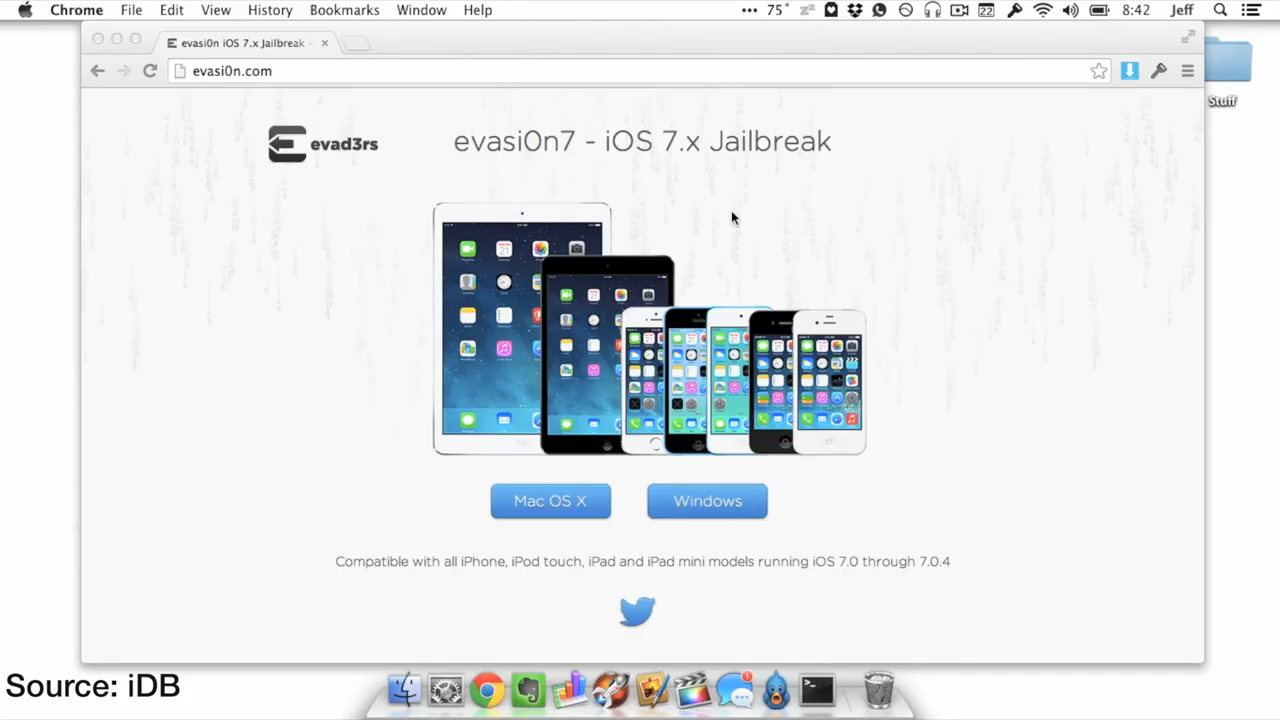 Chrome File Edit View History Bookmarks Window Help 75° 22 8:42 Jeff
evasi0n iOS 7.x Jailbreak -
evasi0n.com
Stuff
evad3rs
evasi0n7 - iOS 7.x Jailbreak
Mac OS X
Windows
Compatible with all iPhone, iPod touch, iPad and iPad mini models running iOS 7.0 through 7.0.4
Source: iDB